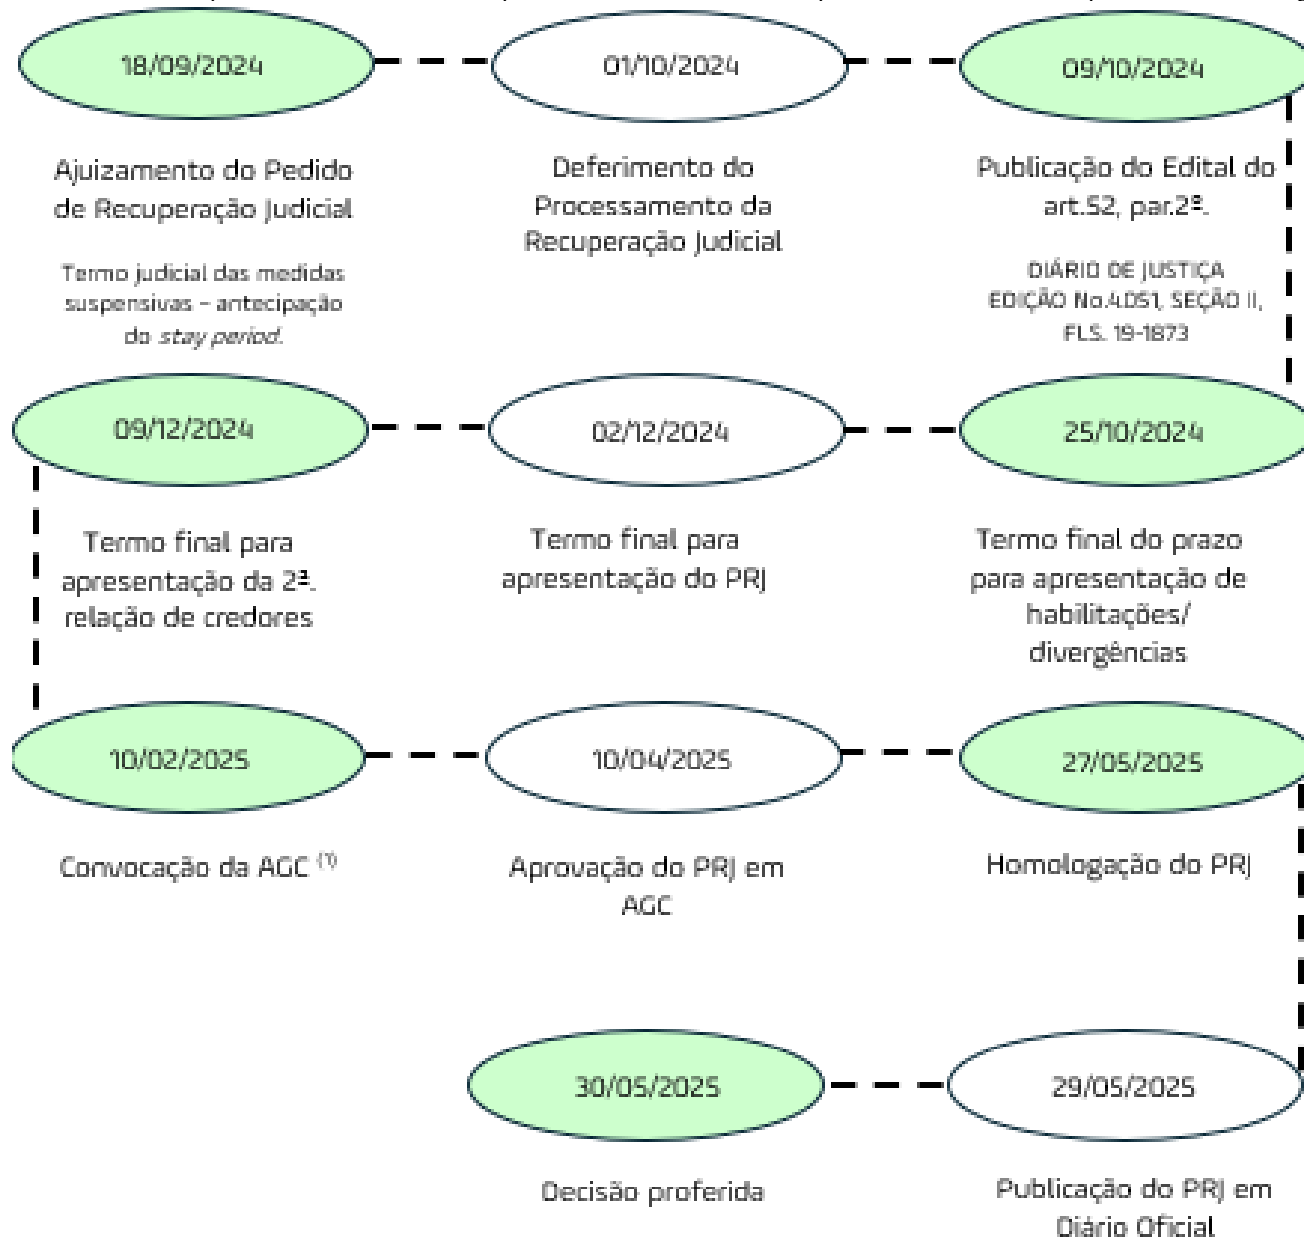 18/09/2024
01/10/2024
09/10/2024
Ajuizamento do Pedido
de Recuperação Judicial
Termo judicial das medidas
suspensivas – antecipação
do stay period.
Deferimento do
Processamento da
Recuperação Judicial
Publicação do Edital do
art.52, par.2º.
DIÁRIO DE JUSTIÇA
EDIÇÃO No.4051, SEÇÃO II,
FLS. 19-1873
09/12/2024
02/12/2024
25/10/2024
Termo final para
apresentação da 2ª.
relação de credores
Termo final para
apresentação do PRJ
Termo final do prazo
para apresentação de
habilitações/
divergências
10/02/2025
10/04/2025
27/05/2025
Convocação da AGC (1)
Aprovação do PRJ em
AGC
Homologação do PRJ
30/05/2025
29/05/2025
Decisão proferida
Publicação do PRJ em
Diário Oficial